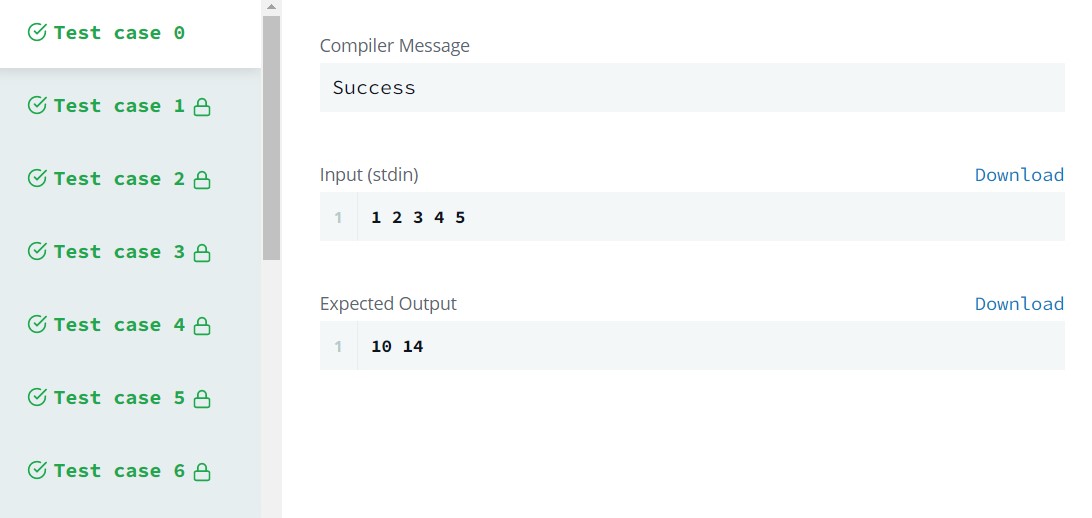 Test case 0
Test case 1
Test case 2
Test case 3
Test case 4
Test case 5
Test case 6
Compiler Message
Success
Input (stdin)
Download
1 1 2 3 4 5
Expected Output
Download
1 10 14